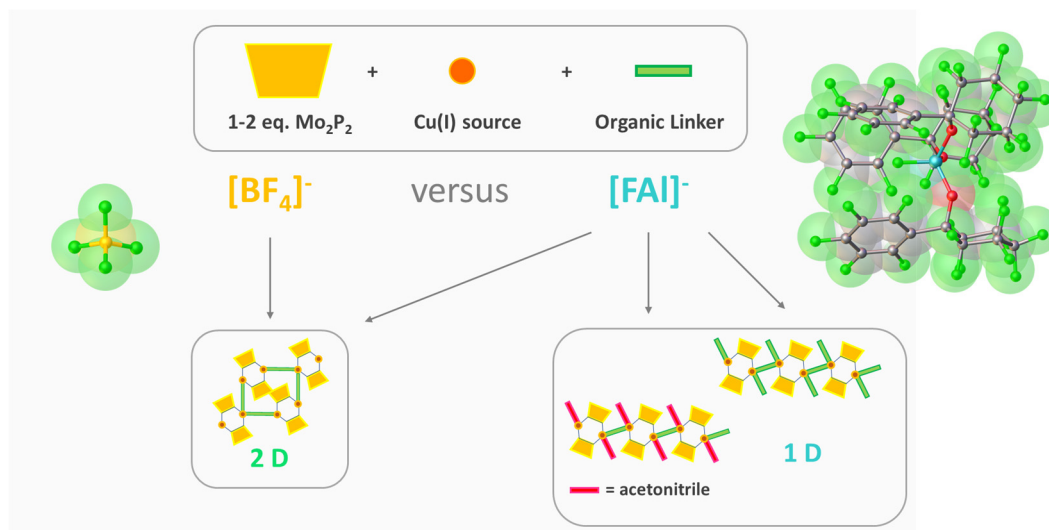 + +
1-2 eq. Mo₂P₂ Cu(I) source Organic Linker
[BF₄]⁻ versus [FAl]⁻
2 D
1 D
= acetonitrile